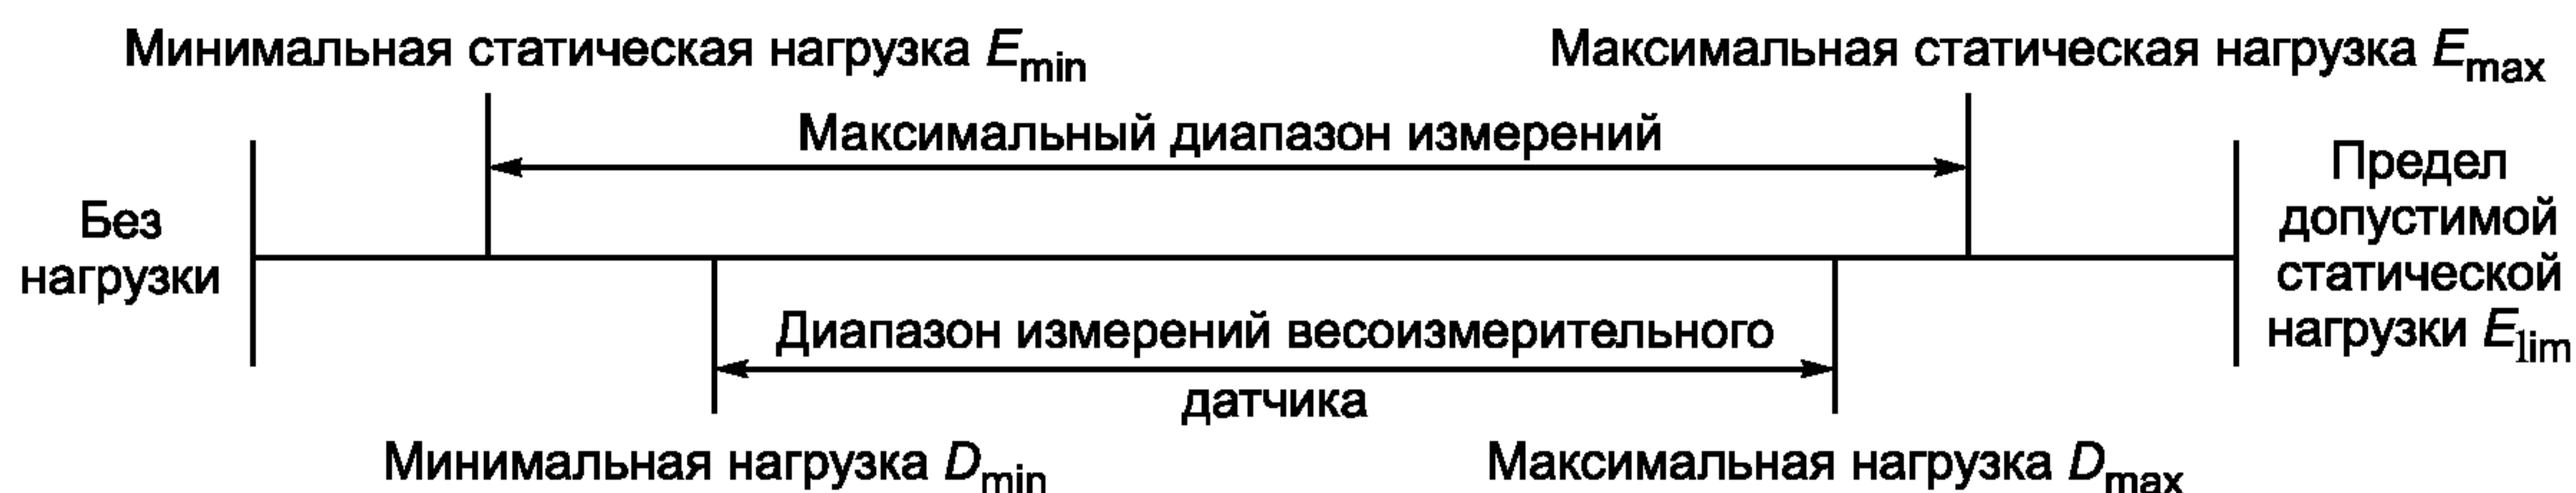 Минимальная статическая нагрузка Emin
Максимальная статическая нагрузка Emax
Максимальный диапазон измерений
Без
нагрузки
Предел
допустимой
статической
нагрузки Elim
Диапазон измерений весоизмерительного
датчика
Минимальная нагрузка Dmin
Максимальная нагрузка Dmax